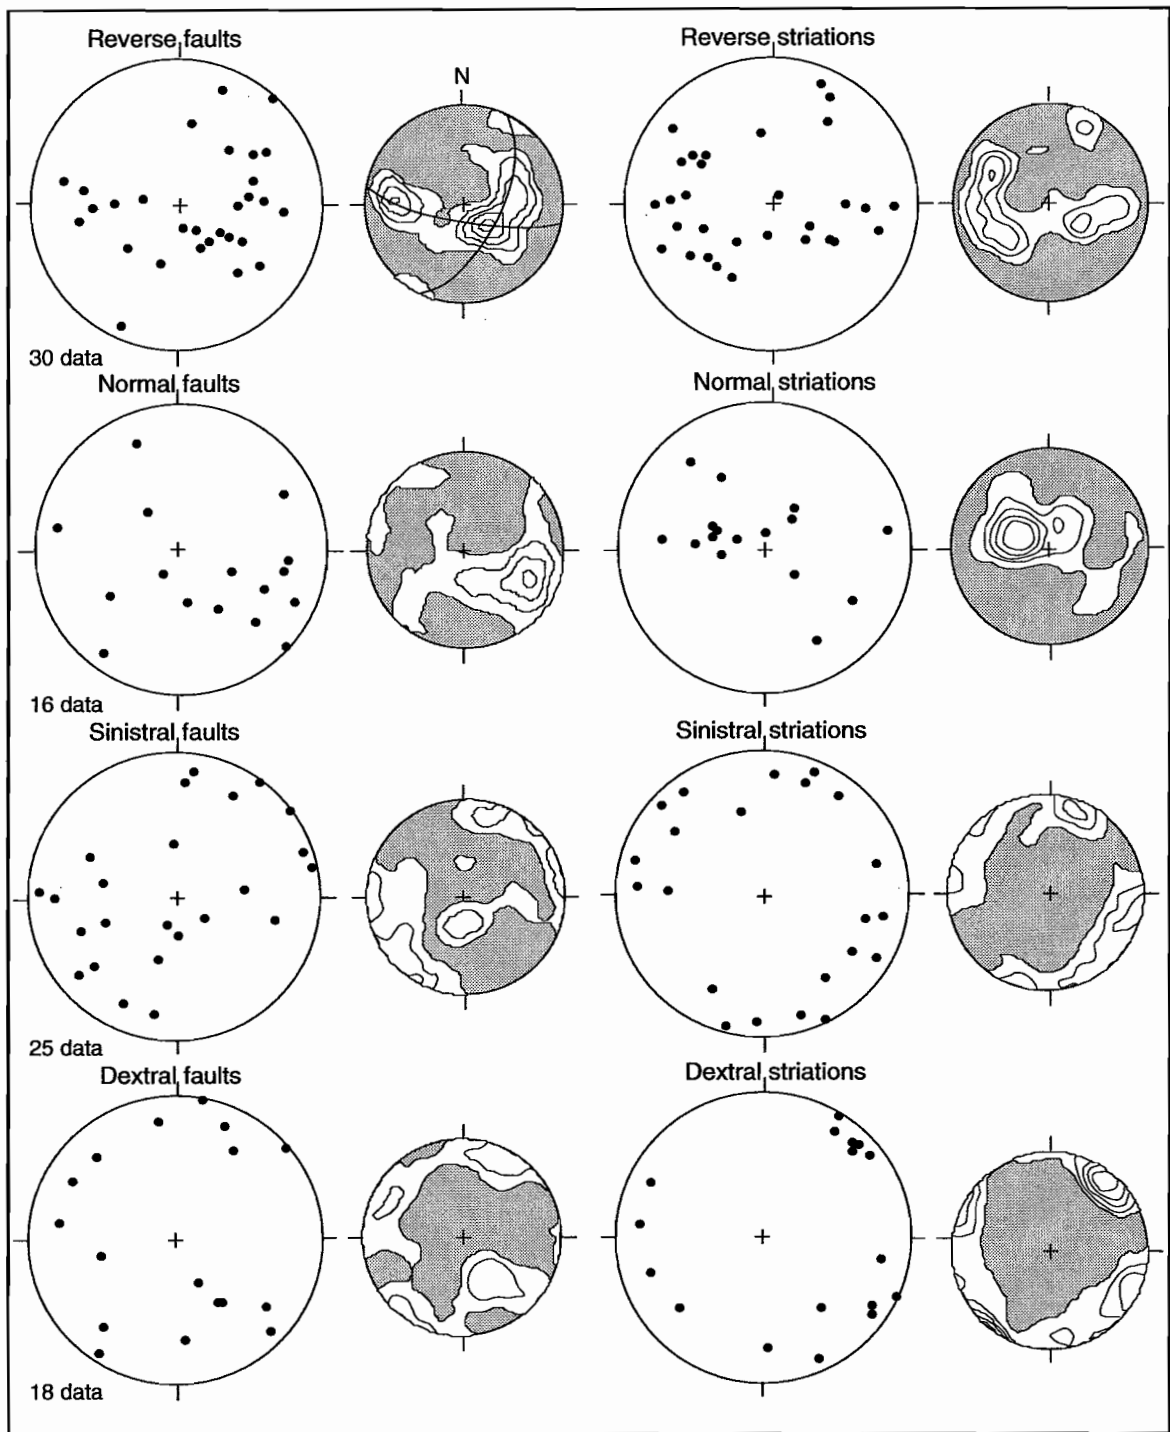 Reverse faults
Reverse striations
N
30 data
Normal faults
Normal striations
16 data
Sinistral faults
Sinistral striations
25 data
Dextral faults
Dextral striations
18 data